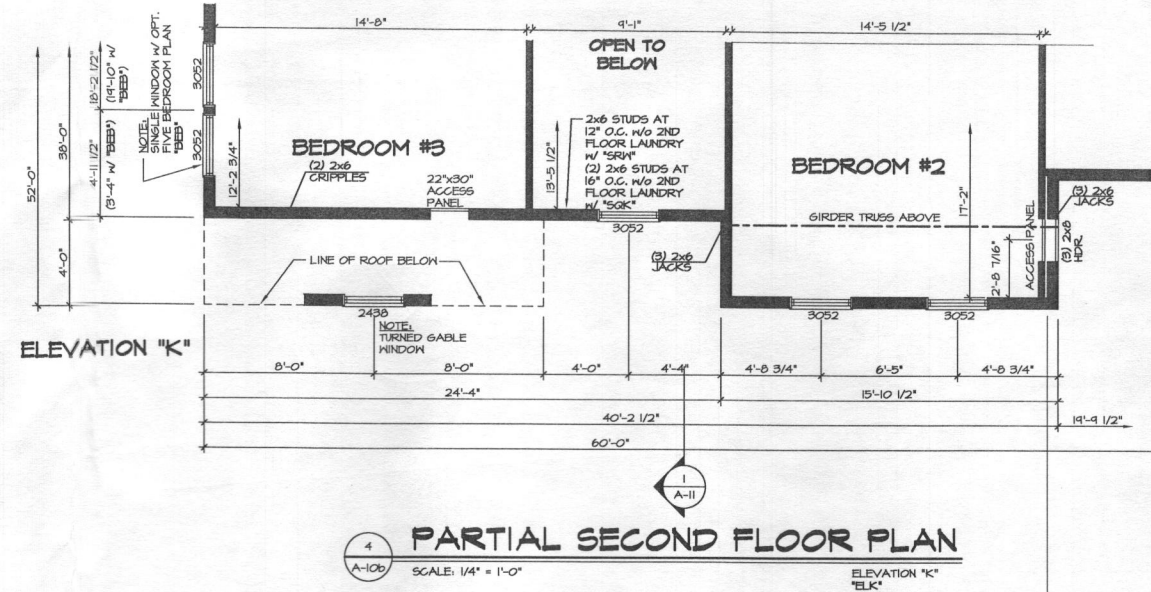 14'-8"
9'-1"
14'-5 1/2"
OPEN TO
BELOW
52'-0"
38'-0"
18'-2 1/2"
(19'-10" w/
"BEB")
4'-11 1/2"
(3'-4" w/ "BEB")
NOTE:
SINGLE WINDOW w/ OPT.
FIVE BEDROOM PLAN
"BEB"
3052
3052
12'-2 3/4"
BEDROOM #3
(2) 2x6
CRIPPLES
22"x30"
ACCESS
PANEL
13'-5 1/2"
2x6 STUDS AT
12" O.C. w/o 2ND
FLOOR LAUNDRY
w/ "SRW"
(2) 2x6 STUDS AT
16" O.C. w/o 2ND
FLOOR LAUNDRY
w/ "SQK"
3052
BEDROOM #2
17'-2"
GIRDER TRUSS ABOVE
(3) 2x6
JACKS
(3) 2x6
JACKS
(3) 2x8
HDR.
ACCESS PANEL
2'-8 7/16"
4'-0"
LINE OF ROOF BELOW
2438
NOTE:
TURNED GABLE
WINDOW
3052
3052
ELEVATION "K"
8'-0"
8'-0"
4'-0"
4'-4"
4'-8 3/4"
6'-5"
4'-8 3/4"
24'-4"
15'-10 1/2"
40'-2 1/2"
19'-9 1/2"
60'-0"
1
A-11
4
A-10b
PARTIAL SECOND FLOOR PLAN
SCALE: 1/4" = 1'-0"
ELEVATION "K"
"ELK"